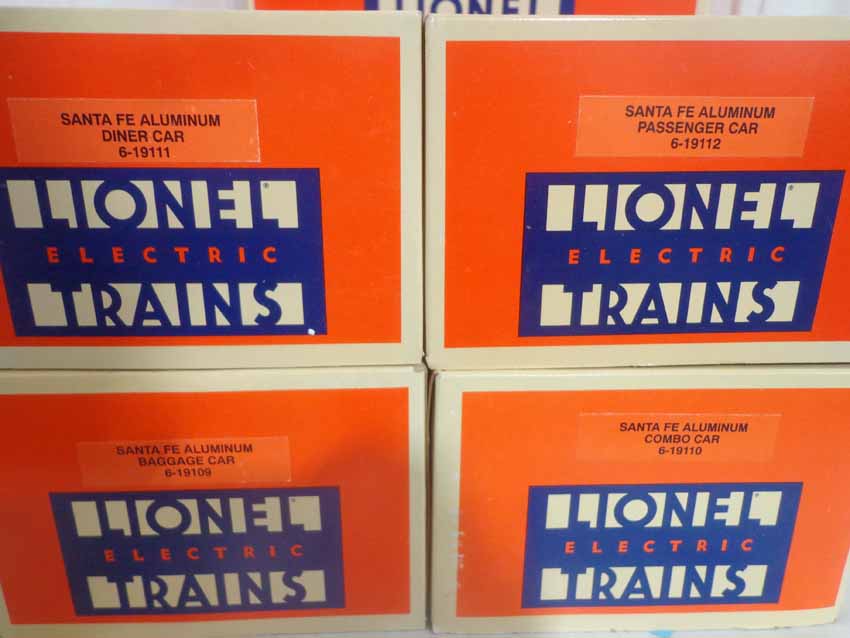 LIONEL
SANTA FE ALUMINUM
DINER CAR
6-19111
LIONEL®
ELECTRIC
TRAINS
SANTA FE ALUMINUM
PASSENGER CAR
6-19112
LIONEL®
ELECTRIC
TRAINS
SANTA FE ALUMINUM
BAGGAGE CAR
6-19109
LIONEL®
ELECTRIC
TRAINS
SANTA FE ALUMINUM
COMBO CAR
6-19110
LIONEL®
ELECTRIC
TRAINS